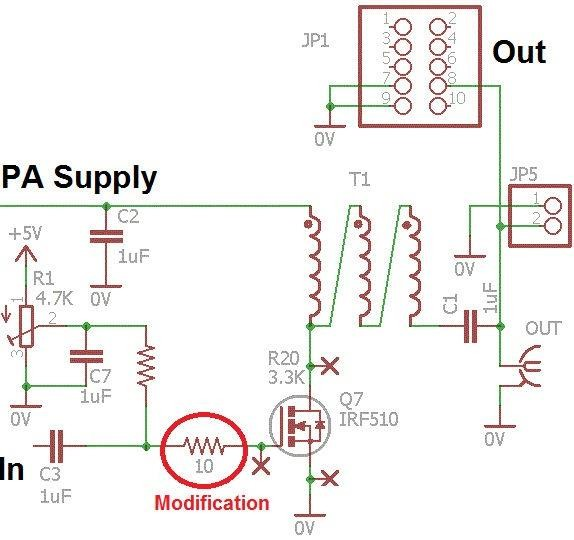 JP1
1 2
3 4
5 6
7 8
9 10
Out
0V
PA Supply
T1
JP5
1
2
C2
1uF
+5V
0V
0V
R1
4.7K
1
2
3
C7
1uF
0V
C1
1uF
OUT
0V
R20
3.3K
Q7
IRF510
In
C3
1uF
10
Modification
0V